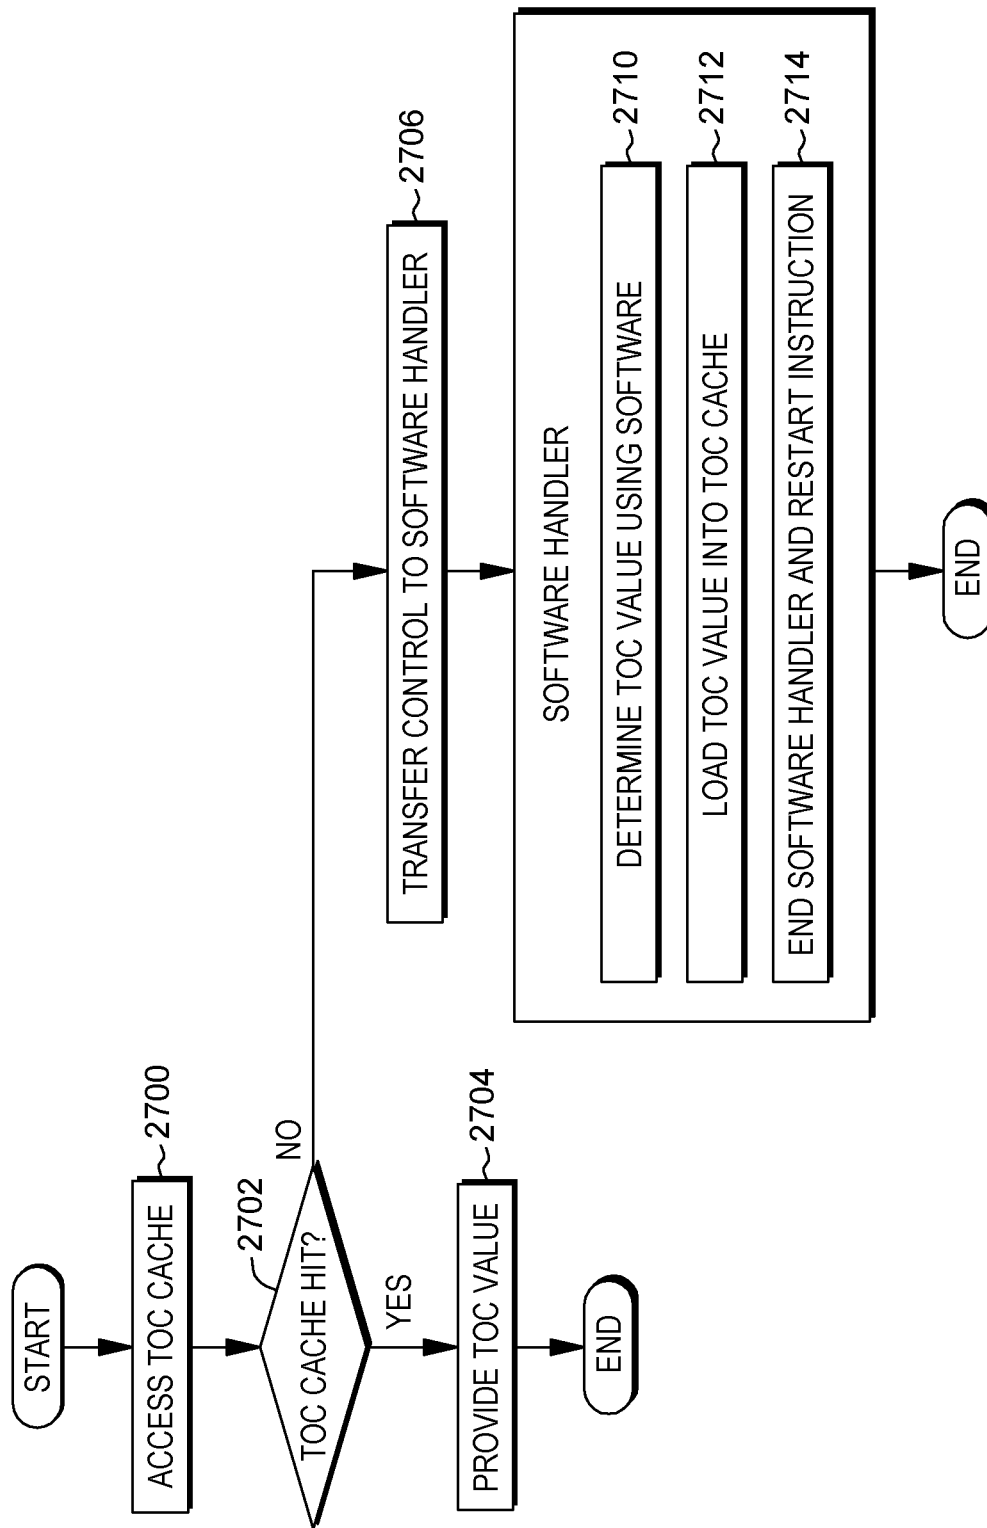 START
ACCESS TOC CACHE
2700
TOC CACHE HIT?
2702
NO
YES
PROVIDE TOC VALUE
2704
END
TRANSFER CONTROL TO SOFTWARE HANDLER
2706
SOFTWARE HANDLER
DETERMINE TOC VALUE USING SOFTWARE
2710
LOAD TOC VALUE INTO TOC CACHE
2712
END SOFTWARE HANDLER AND RESTART INSTRUCTION
2714
END